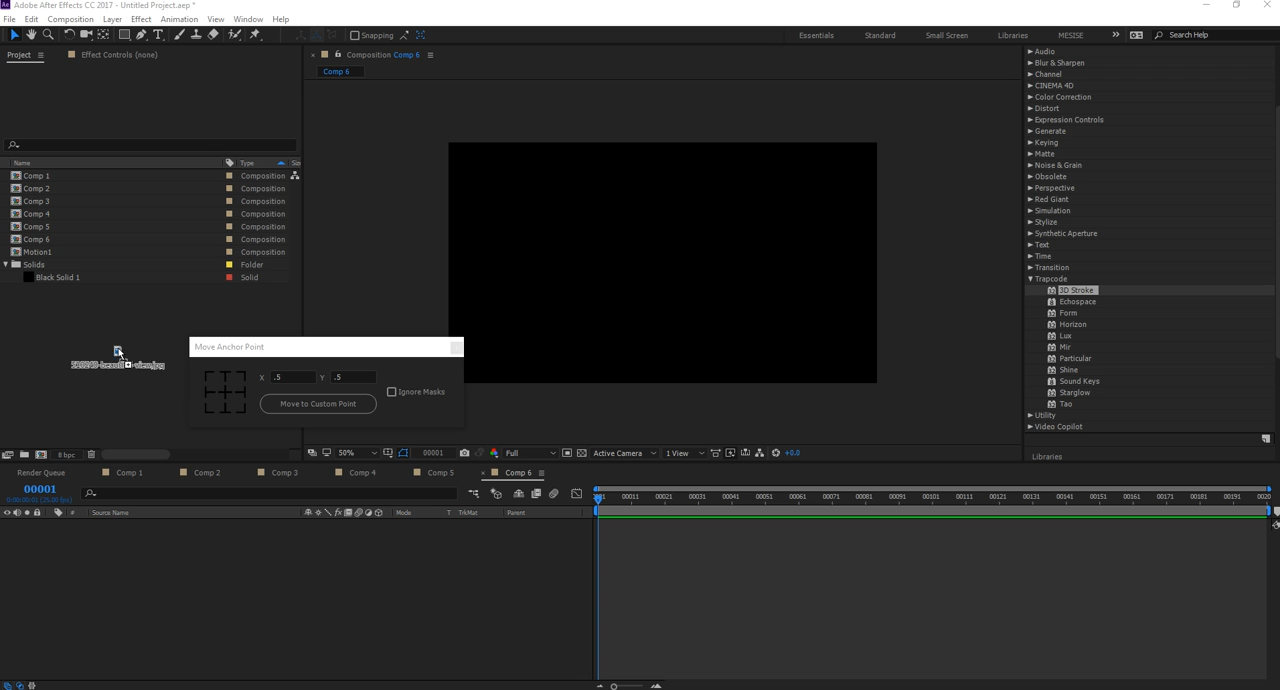 Adobe After Effects CC 2017 - Untitled Project.aep *
File Edit Composition Layer Effect Animation View Window Help
Snapping Essentials Standard Small Screen Libraries MESISE Search Help
Project Effect Controls (none)
Composition Comp 6
Comp 6
Name Type
Comp 1 Composition
Comp 2 Composition
Comp 3 Composition
Comp 4 Composition
Comp 5 Composition
Comp 6 Composition
Motion1 Composition
Solids Folder
Black Solid 1 Solid
Move Anchor Point
X .5 Y .5
Ignore Masks
Move to Custom Point
8 bpc
50% 00001 Full Active Camera 1 View +0.0
Audio
Blur & Sharpen
Channel
CINEMA 4D
Color Correction
Distort
Expression Controls
Generate
Keying
Matte
Noise & Grain
Obsolete
Perspective
Red Giant
Simulation
Stylize
Synthetic Aperture
Text
Time
Transition
Trapcode
3D Stroke
Echospace
Form
Horizon
Lux
Mir
Particular
Shine
Sound Keys
Starglow
Tao
Utility
Video Copilot
Libraries
Render Queue Comp 1 Comp 2 Comp 3 Comp 4 Comp 5 Comp 6
00001
00011 00021 00031 00041 00051 00061 00071 00081 00091 00101 00111 00121 00131 00141 00151 00161 00171 00181 00191 0020
# Source Name Mode T TrkMat Parent